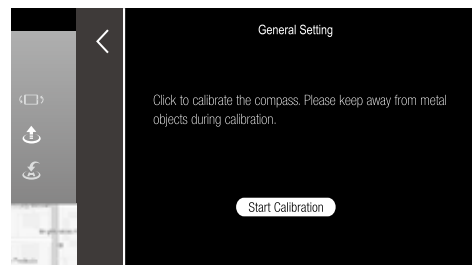 General Setting
Click to calibrate the compass. Please keep away from metal
objects during calibration.
Start Calibration